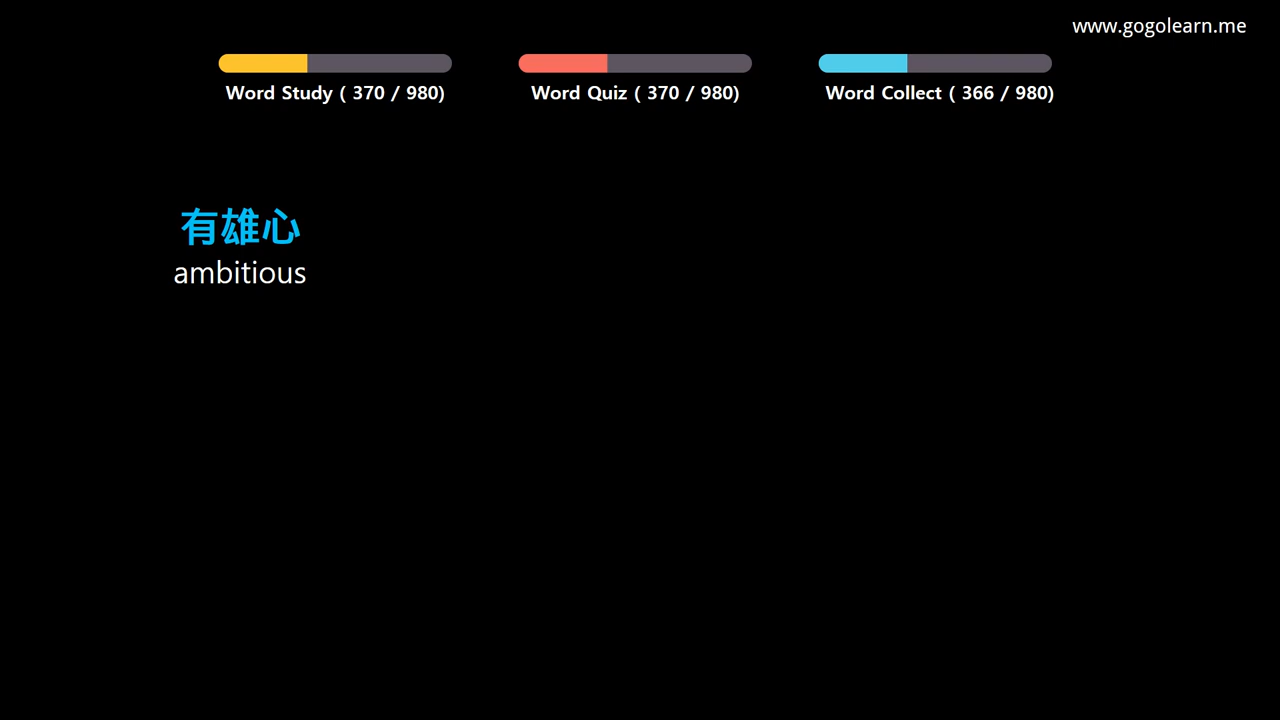 www.gogolearn.me
Word Study ( 370 / 980)
Word Quiz ( 370 / 980)
Word Collect ( 366 / 980)
有雄心
ambitious